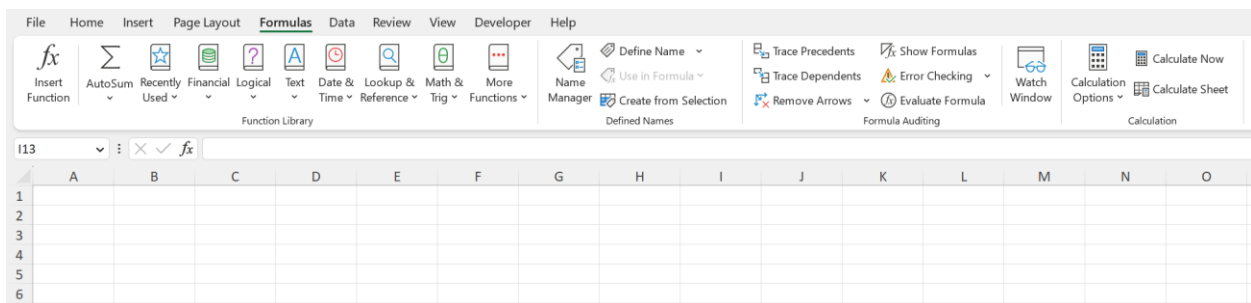 File Home Insert Page Layout Formulas Data Review View Developer Help
fx Insert Function
Σ AutoSum
Recently Used
Financial
Logical
? 
A Text
Date & Time
Lookup & Reference
θ Math & Trig
More Functions
Function Library
Name Manager
Define Name
Use in Formula
Create from Selection
Defined Names
Trace Precedents
Trace Dependents
Remove Arrows
fx Show Formulas
Error Checking
fx Evaluate Formula
Formula Auditing
Watch Window
Calculation Options
Calculate Now
Calculate Sheet
Calculation
I13 fx
A B C D E F G H I J K L M N O
1
2
3
4
5
6